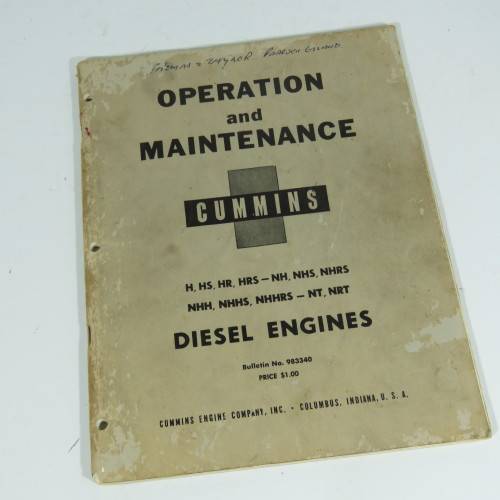 OPERATION
and
MAINTENANCE
CUMMINS
H, HS, HR, HRS — NH, NHS, NHRS
NHH, NHHS, NHHRS — NT, NRT
DIESEL ENGINES
Bulletin No. 983340
PRICE $1.00
CUMMINS ENGINE COMPANY, INC. • COLUMBUS, INDIANA, U. S. A.